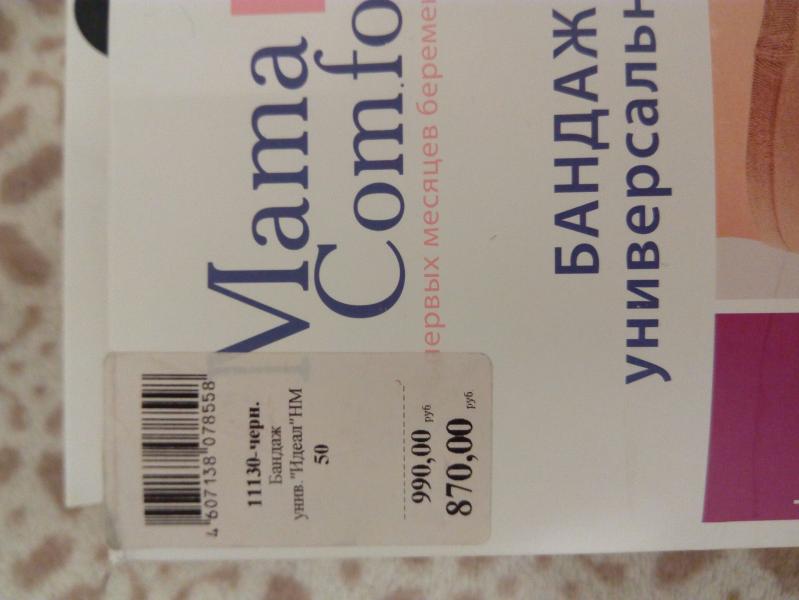 Mama
Comfo
первых месяцев беремен
БАНДАЖ
универсальн
4 607138 078558
11130-черн.
Бандаж
унив."Идеал"НМ
50
990,00 руб
870,00 руб